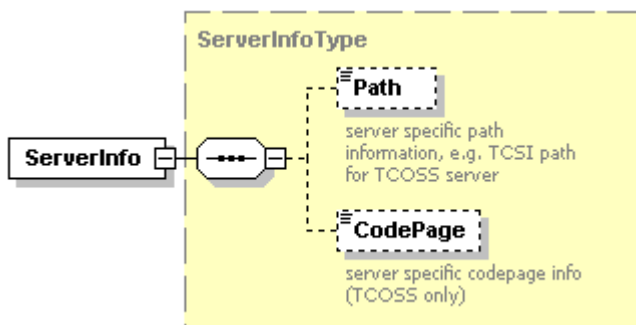 ServerInfoType
Path
server specific path
information, e.g. TCSI path
for TCOSS server
ServerInfo
CodePage
server specific codepage info
(TCOSS only)